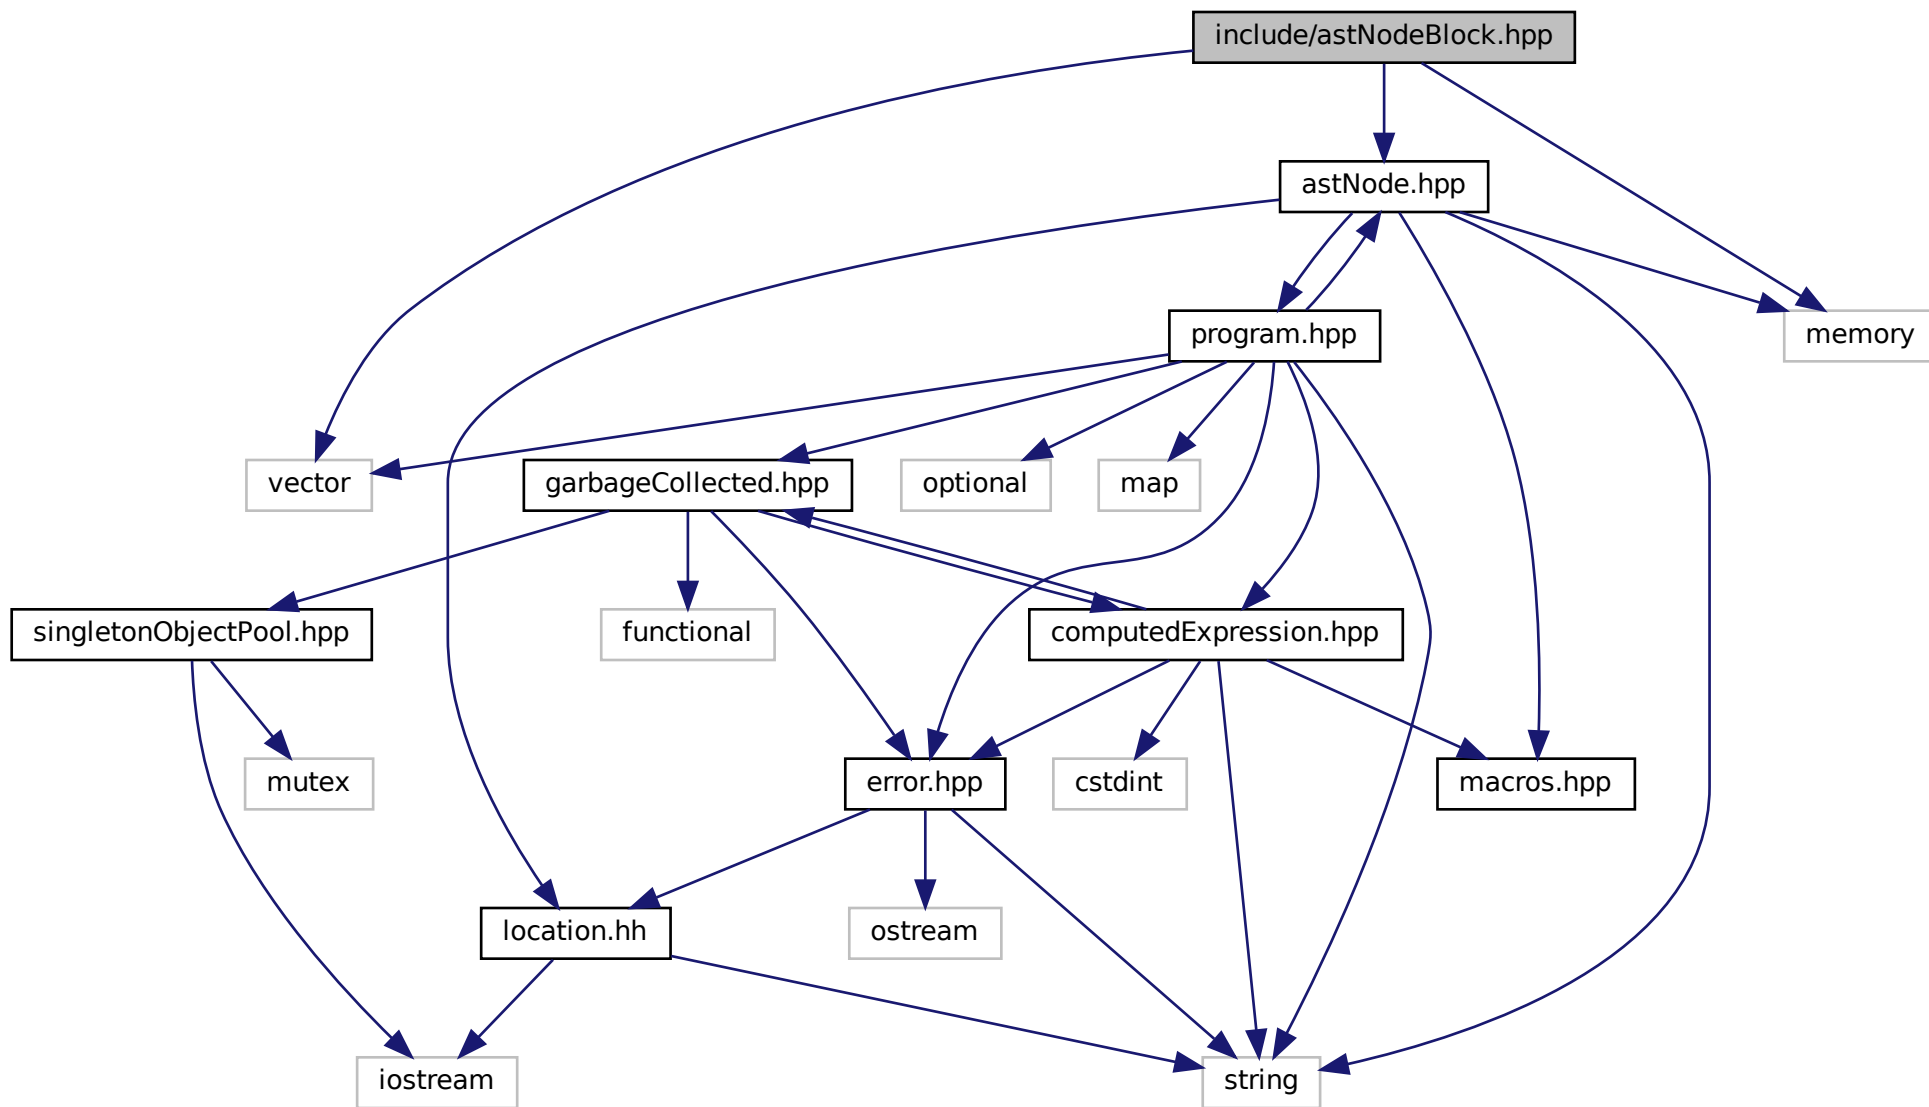 include/astNodeBlock.hpp
astNode.hpp
program.hpp
memory
vector
garbageCollected.hpp
optional
map
singletonObjectPool.hpp
functional
computedExpression.hpp
mutex
error.hpp
cstdint
macros.hpp
location.hh
ostream
iostream
string